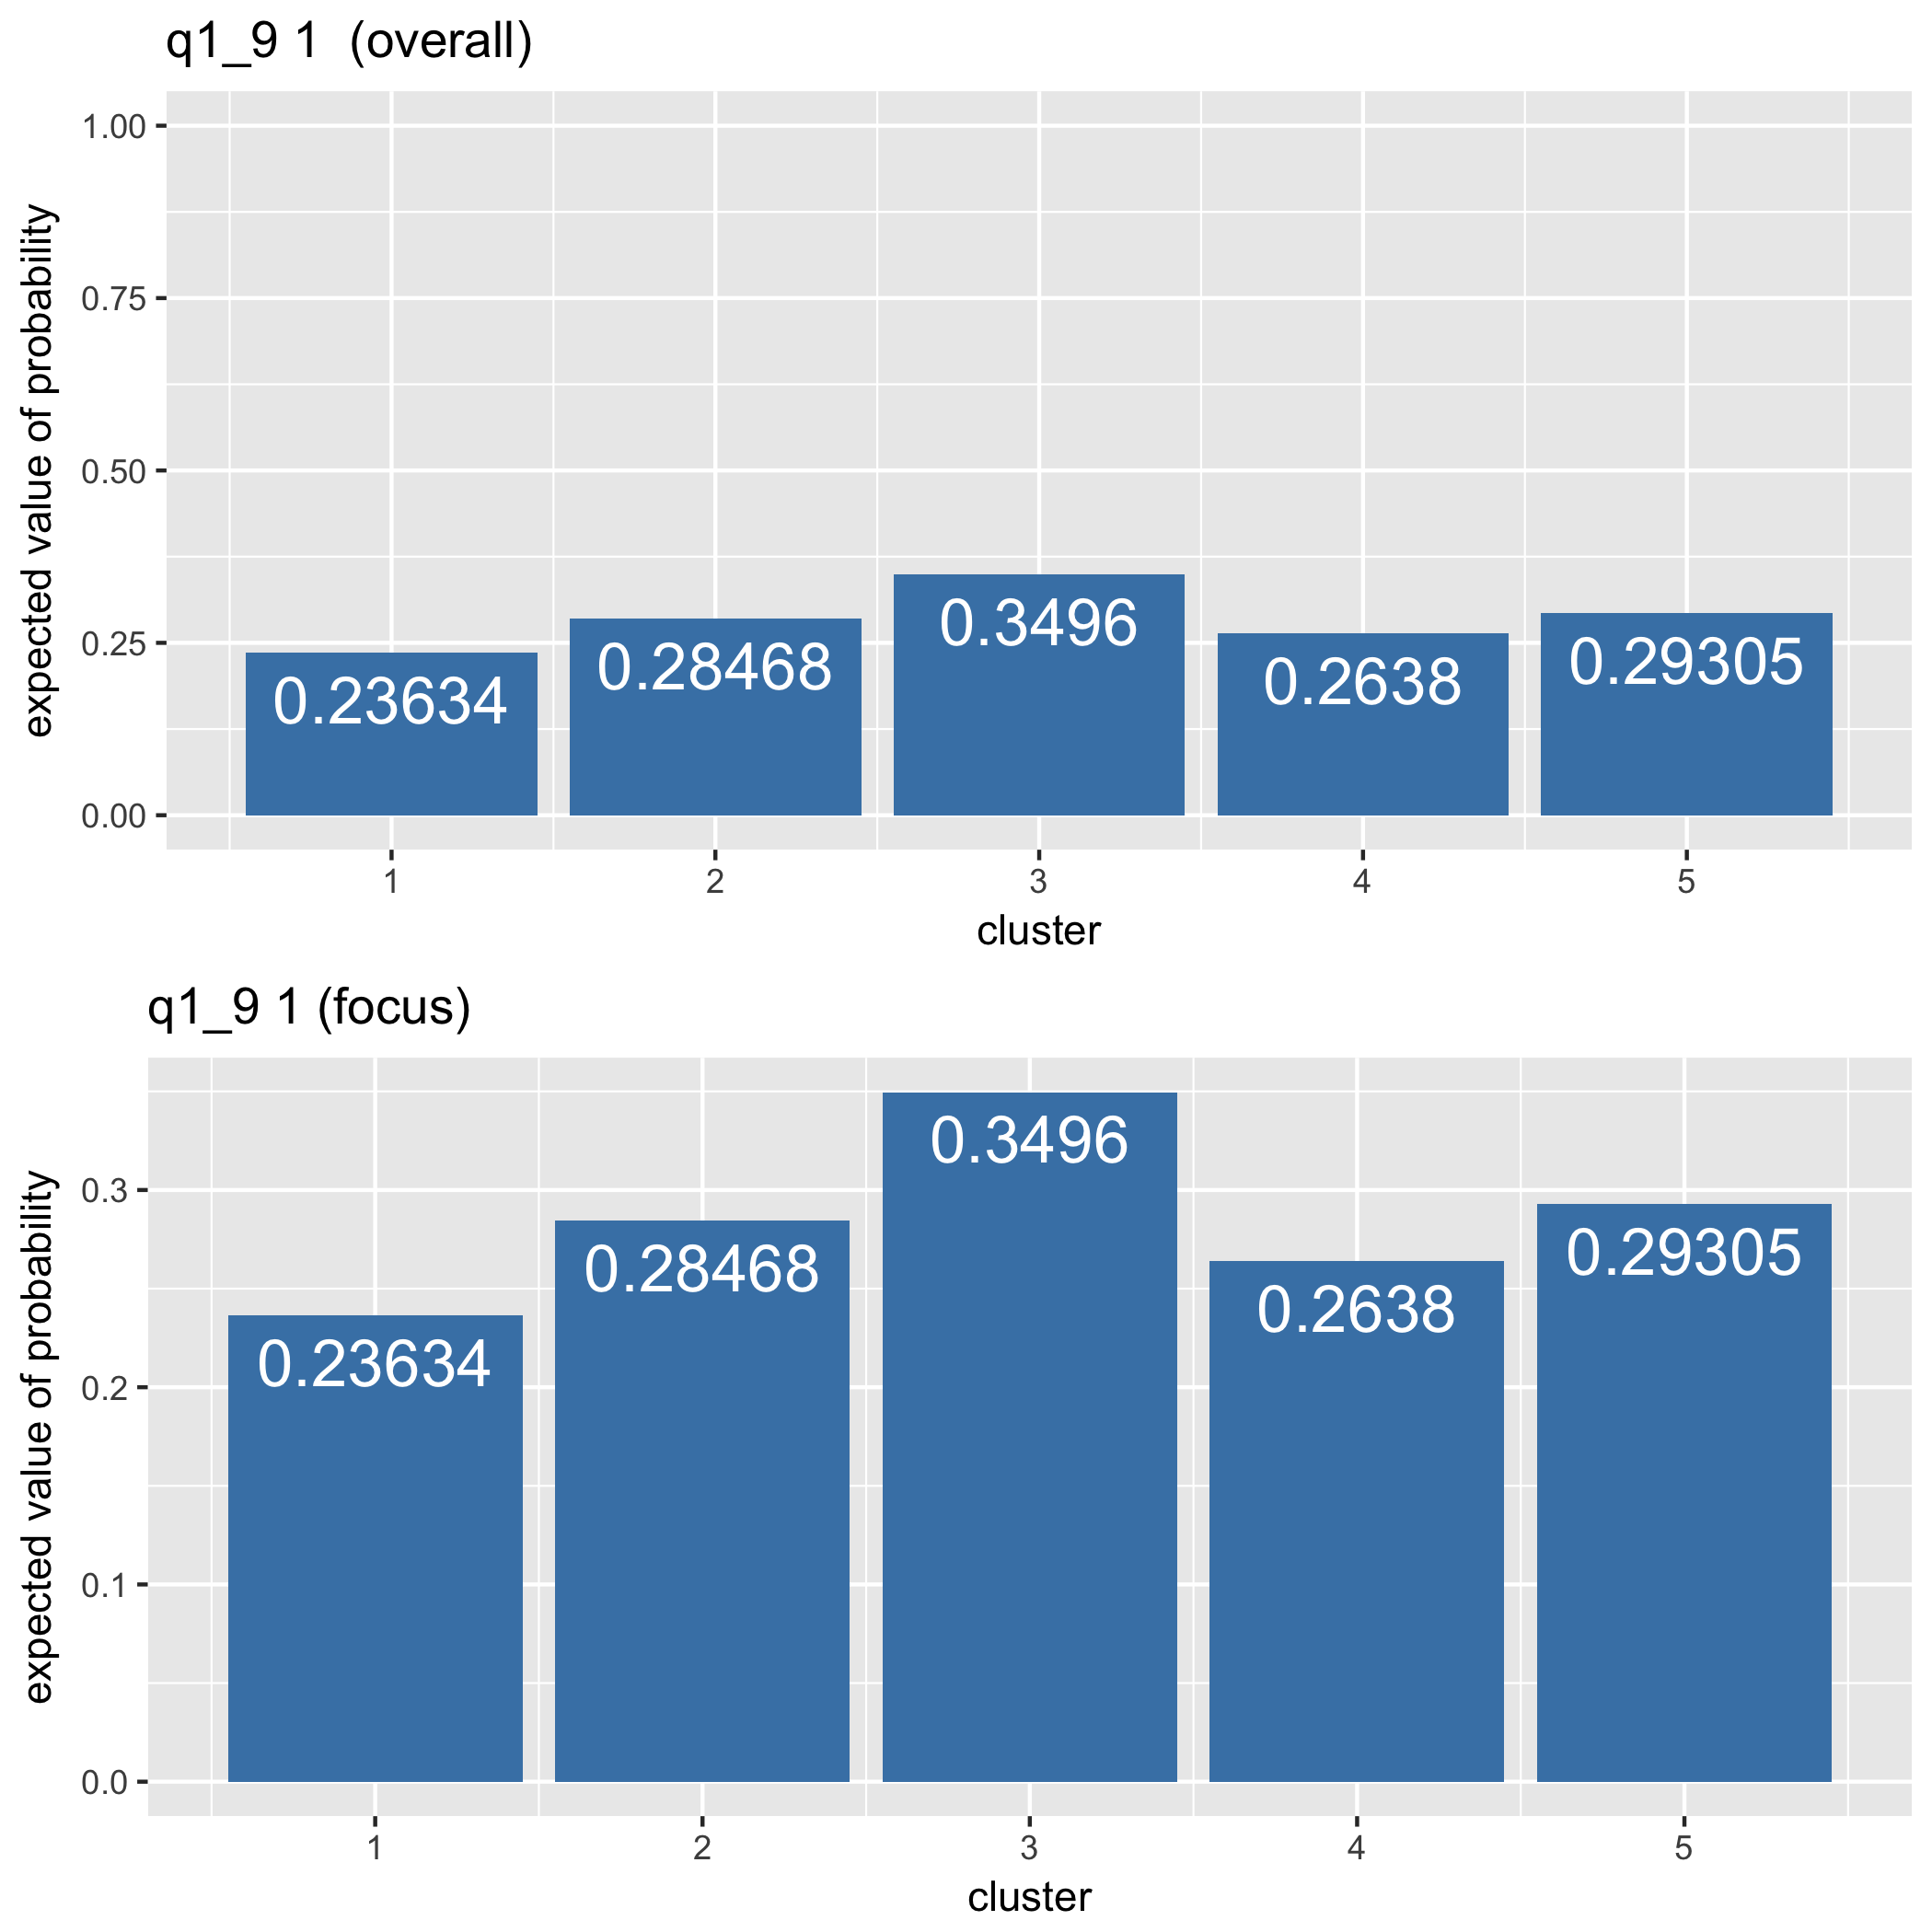 q1_9 1  (overall)
expected value of probability
1.00
0.75
0.50
0.25
0.00
0.23634
0.28468
0.3496
0.2638
0.29305
1 2 3 4 5
cluster
q1_9 1 (focus)
expected value of probability
0.3
0.2
0.1
0.0
0.23634
0.28468
0.3496
0.2638
0.29305
1 2 3 4 5
cluster